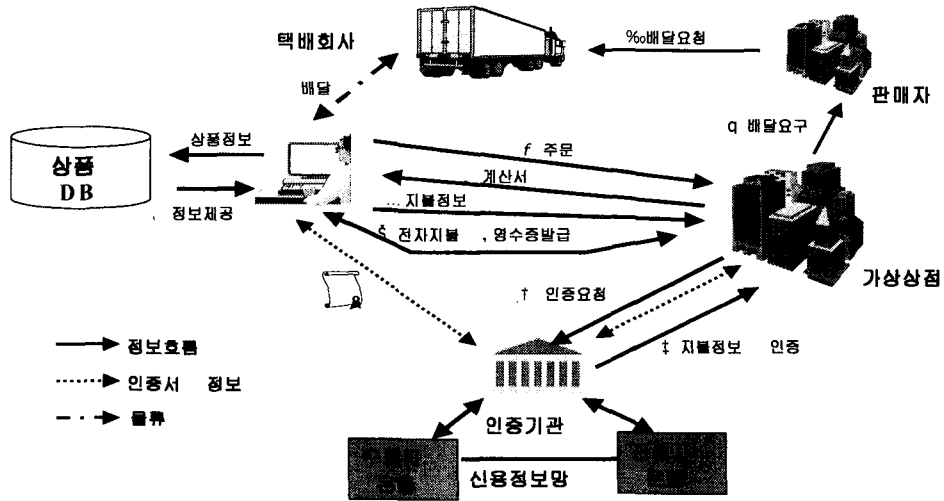 택배회사
‰배달요청
판매자
배달
q 배달요구
상품
DB
상품정보
정보제공
ƒ 주문
계산서
…지불정보
Š 전자지불 , 영수증발급
가상상점
† 인증요청
‡ 지불정보 인증
정보흐름
인증서 정보
물류
인증기관
신용정보망